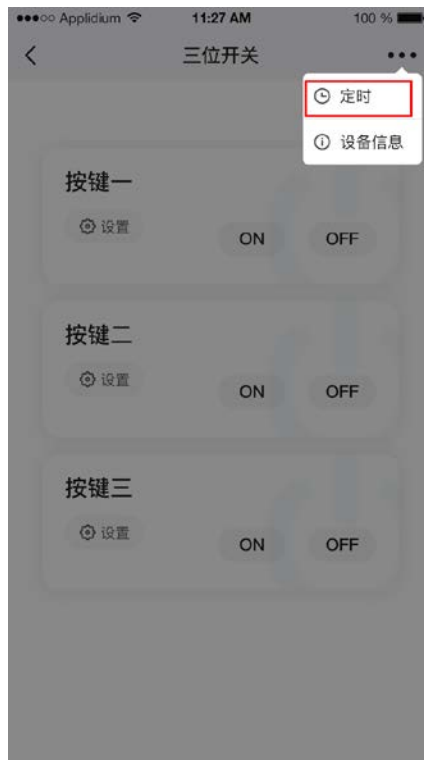 Applidium 11:27 AM 100 %
三位开关
定时
设备信息
按键一
设置
ON OFF
按键二
设置
ON OFF
按键三
设置
ON OFF